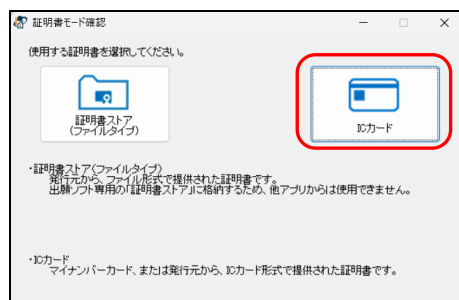 証明書モード確認
使用する証明書を選択してください。
証明書ストア
(ファイルタイプ)
ICカード
・証明書ストア(ファイルタイプ)
発行元から、ファイル形式で提供された証明書です。
出願ソフト専用の「証明書ストア」に格納するため、他アプリからは使用できません。
・ICカード
マイナンバーカード、または発行元から、ICカード形式で提供された証明書です。